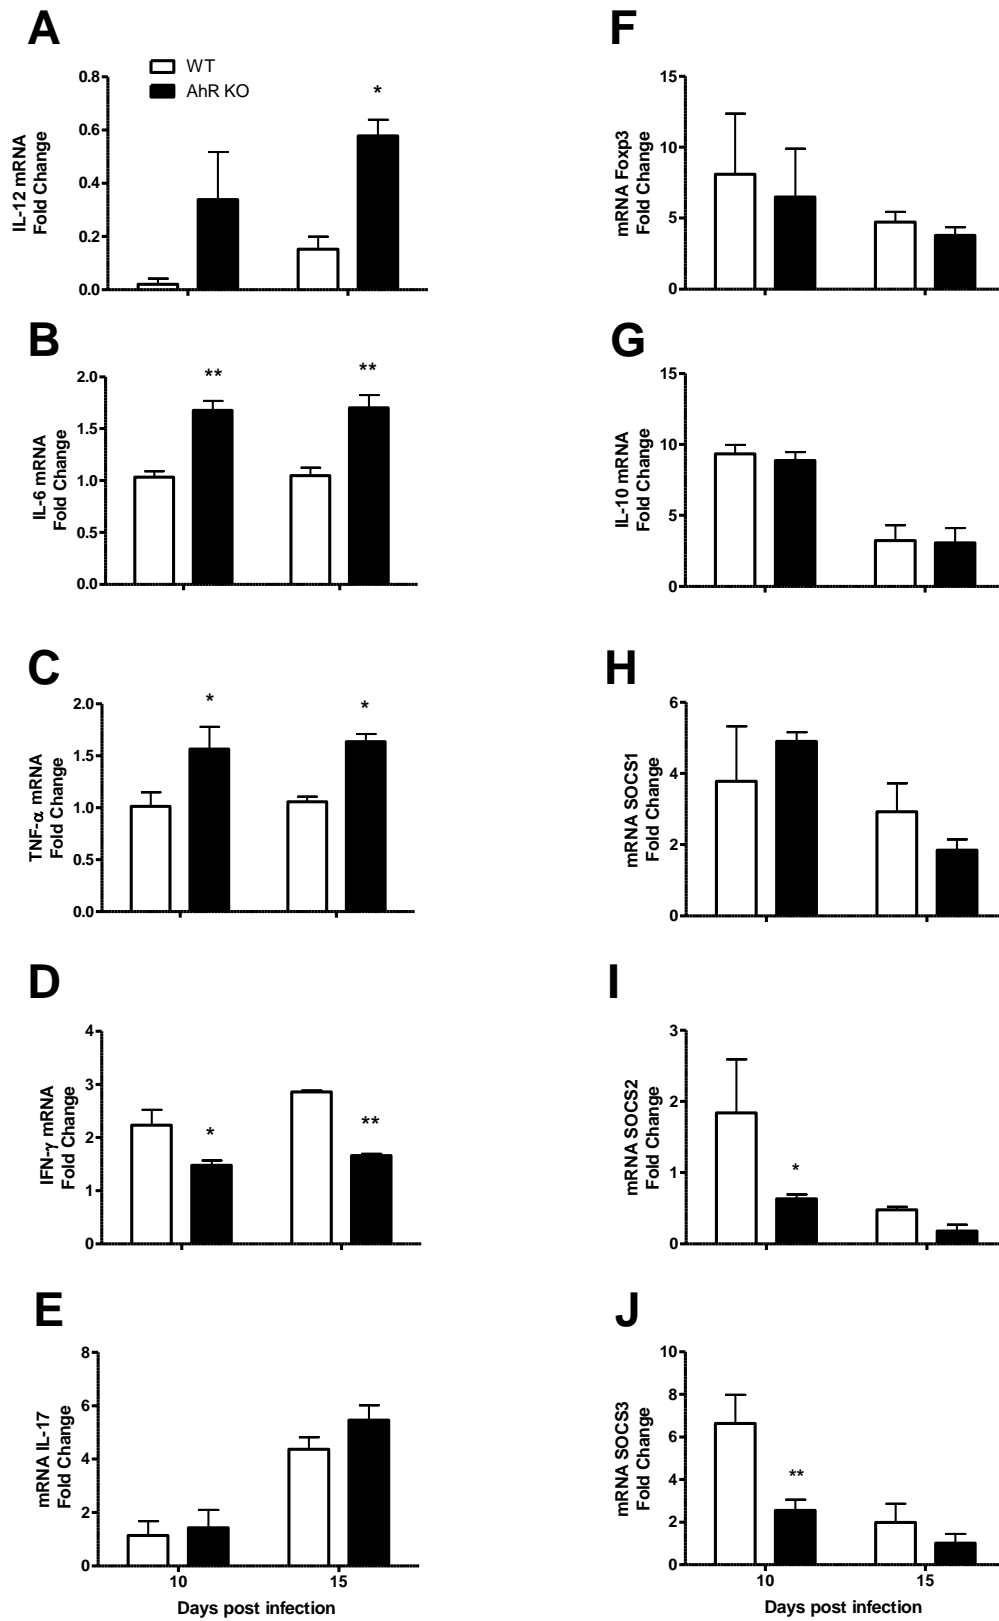 A
WT
AhR KO
IL-12 mRNA
Fold Change
0.8
0.6
0.4
0.2
0.0
*
B
IL-6 mRNA
Fold Change
2.0
1.5
1.0
0.5
0.0
**
**
C
TNF-α mRNA
Fold Change
2.0
1.5
1.0
0.5
0.0
*
*
D
IFN-γ mRNA
Fold Change
4
3
2
1
0
*
**
E
mRNA IL-17
Fold Change
8
6
4
2
0
10
15
Days post infection
F
mRNA Foxp3
Fold Change
15
10
5
0
G
IL-10 mRNA
Fold Change
15
10
5
0
H
mRNA SOCS1
Fold Change
6
4
2
0
I
mRNA SOCS2
Fold Change
3
2
1
0
*
J
mRNA SOCS3
Fold Change
10
8
6
4
2
0
**
10
15
Days post infection